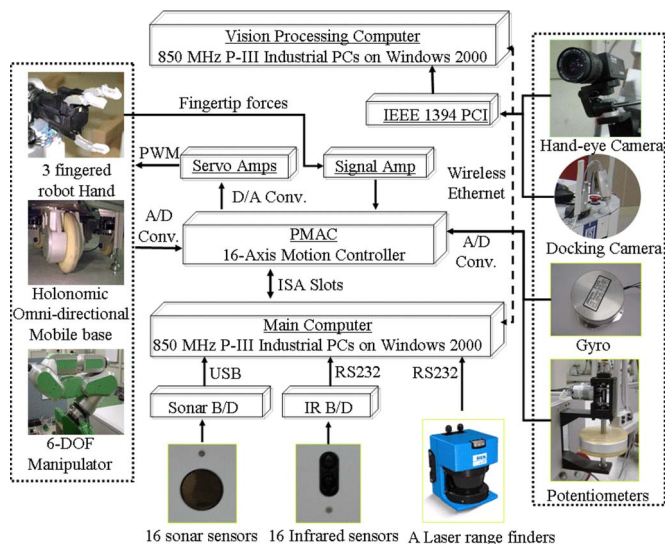 Vision Processing Computer
850 MHz P-III Industrial PCs on Windows 2000
Fingertip forces
IEEE 1394 PCI
Hand-eye Camera
3 fingered
robot Hand
PWM
Servo Amps
Signal Amp
Wireless
Ethernet
D/A Conv.
A/D
Conv.
PMAC
16-Axis Motion Controller
A/D
Conv.
Docking Camera
Holonomic
Omni-directional
Mobile base
ISA Slots
Gyro
Main Computer
850 MHz P-III Industrial PCs on Windows 2000
USB
RS232
RS232
Sonar B/D
IR B/D
6-DOF
Manipulator
Potentiometers
16 sonar sensors
16 Infrared sensors
A Laser range finders